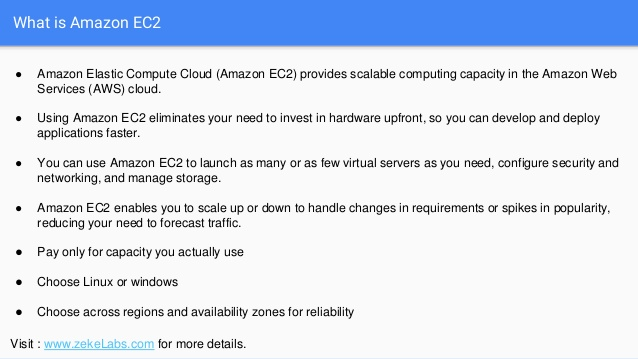 What is Amazon EC2
● Amazon Elastic Compute Cloud (Amazon EC2) provides scalable computing capacity in the Amazon Web
Services (AWS) cloud.
● Using Amazon EC2 eliminates your need to invest in hardware upfront, so you can develop and deploy
applications faster.
● You can use Amazon EC2 to launch as many or as few virtual servers as you need, configure security and
networking, and manage storage.
● Amazon EC2 enables you to scale up or down to handle changes in requirements or spikes in popularity,
reducing your need to forecast traffic.
● Pay only for capacity you actually use
● Choose Linux or windows
● Choose across regions and availability zones for reliability
Visit : www.zekeLabs.com for more details.